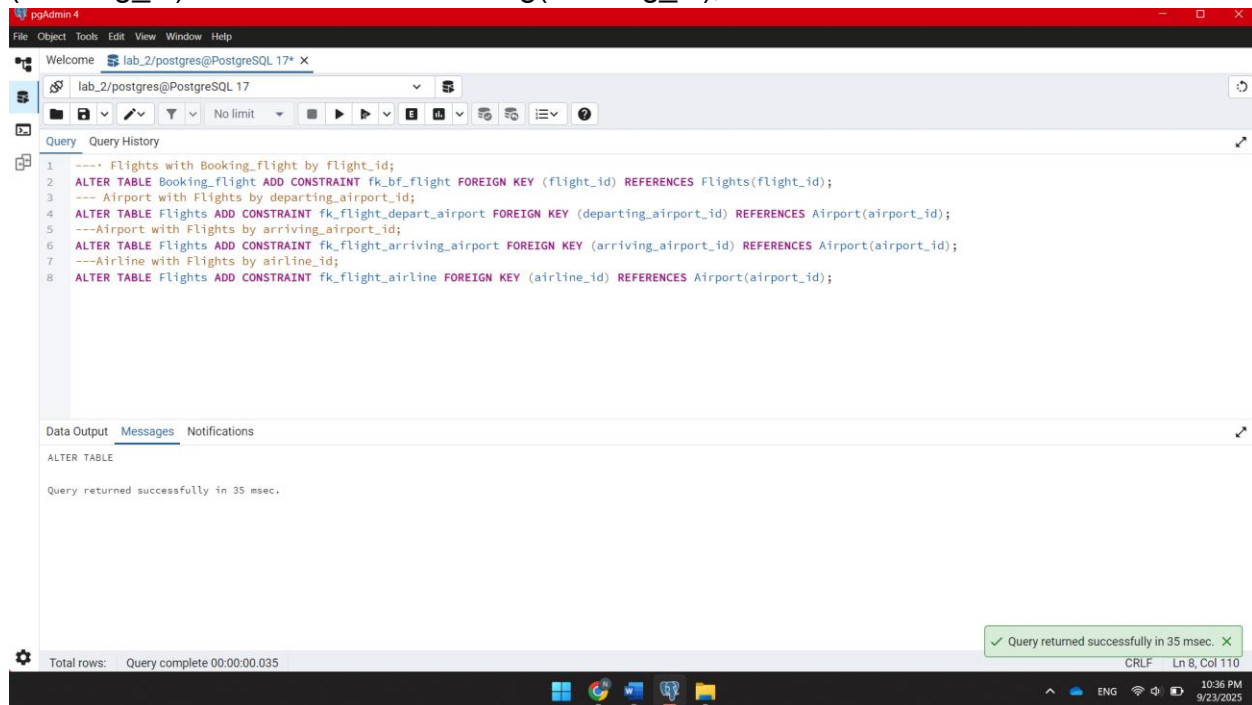 pgAdmin 4
File Object Tools Edit View Window Help
Welcome lab_2/postgres@PostgreSQL 17* X
lab_2/postgres@PostgreSQL 17
No limit
Query Query History
1 ---• Flights with Booking_flight by flight_id;
2 ALTER TABLE Booking_flight ADD CONSTRAINT fk_bf_flight FOREIGN KEY (flight_id) REFERENCES Flights(flight_id);
3 --- Airport with Flights by departing_airport_id;
4 ALTER TABLE Flights ADD CONSTRAINT fk_flight_depart_airport FOREIGN KEY (departing_airport_id) REFERENCES Airport(airport_id);
5 ---Airport with Flights by arriving_airport_id;
6 ALTER TABLE Flights ADD CONSTRAINT fk_flight_arriving_airport FOREIGN KEY (arriving_airport_id) REFERENCES Airport(airport_id);
7 ---Airline with Flights by airline_id;
8 ALTER TABLE Flights ADD CONSTRAINT fk_flight_airline FOREIGN KEY (airline_id) REFERENCES Airport(airport_id);
Data Output Messages Notifications
ALTER TABLE
Query returned successfully in 35 msec.
✓ Query returned successfully in 35 msec. X
Total rows: Query complete 00:00:00.035 CRLF Ln 8, Col 110
ENG 10:36 PM
9/23/2025